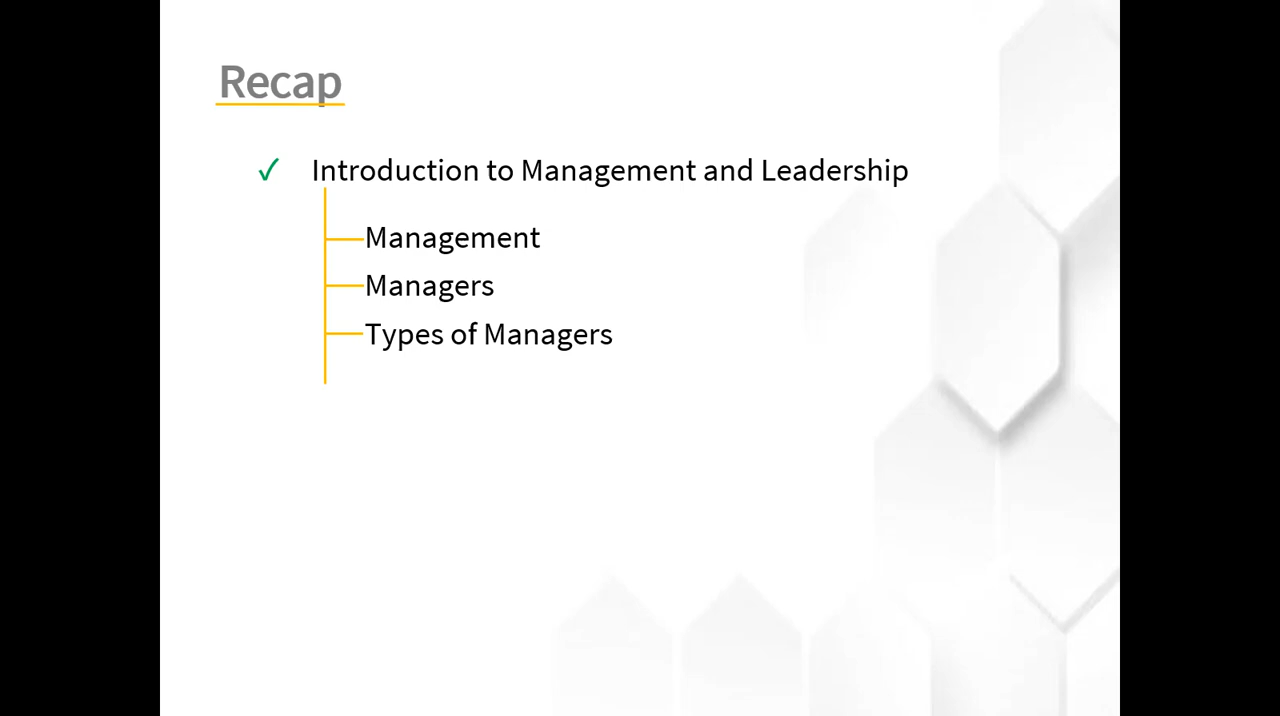 Recap
✓ Introduction to Management and Leadership
Management
Managers
Types of Managers